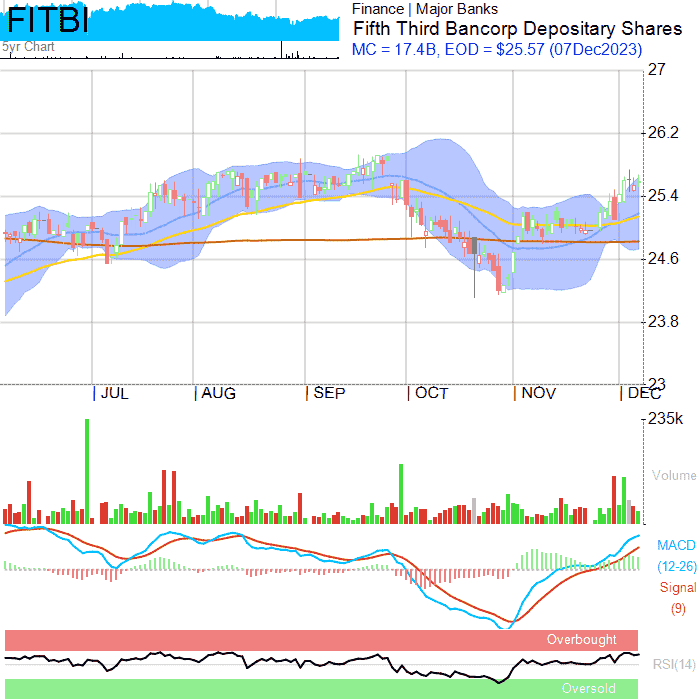 FITBI
5yr Chart
Finance | Major Banks
Fifth Third Bancorp Depositary Shares
MC = 17.4B, EOD = $25.57 (07Dec2023)
27
26.2
25.4
24.6
23.8
23
JUL AUG SEP OCT NOV DEC
235k
Volume
MACD
(12-26)
Signal
(9)
Overbought
RSI(14)
Oversold